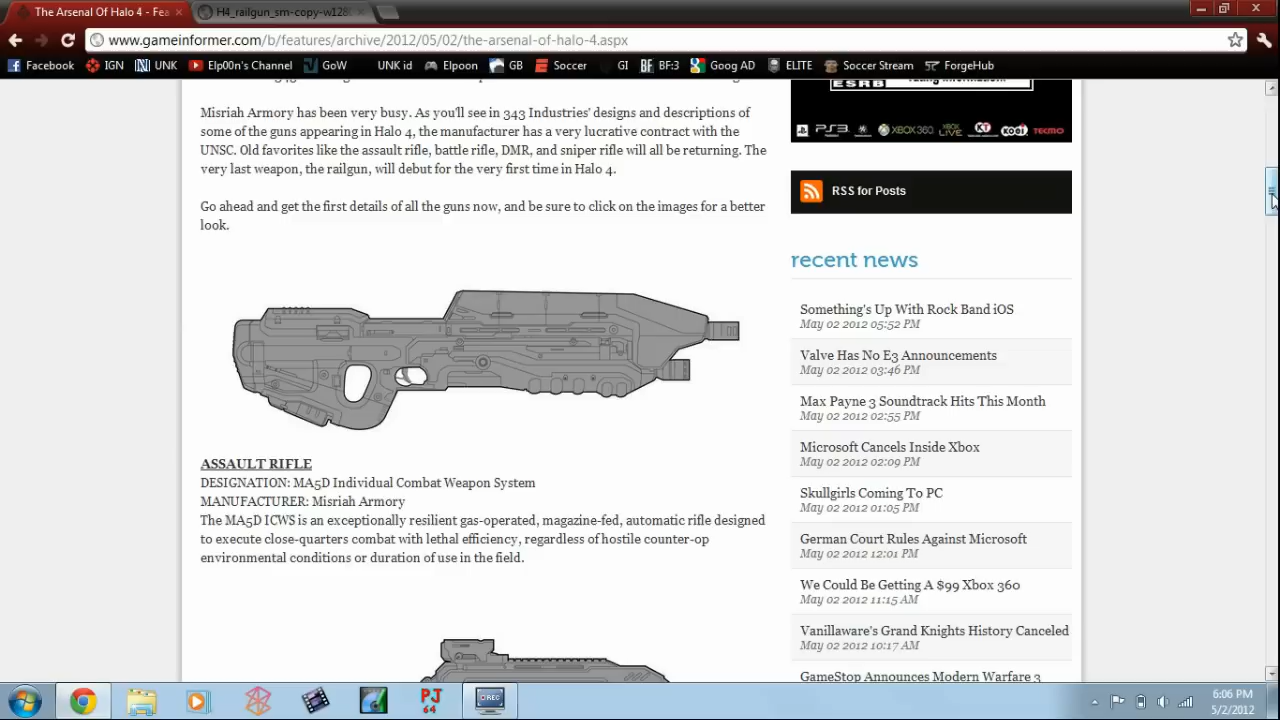 The Arsenal Of Halo 4 - Fea
H4_railgun_sm-copy-w128
www.gameinformer.com/b/features/archive/2012/05/02/the-arsenal-of-halo-4.aspx
Facebook
IGN
UNK
Elp00n's Channel
GoW
UNK id
Elpoon
GB
Soccer
GI
BF:3
Goog AD
ELITE
Soccer Stream
ForgeHub
Misriah Armory has been very busy. As you'll see in 343 Industries' designs and descriptions of
some of the guns appearing in Halo 4, the manufacturer has a very lucrative contract with the
UNSC. Old favorites like the assault rifle, battle rifle, DMR, and sniper rifle will all be returning. The
very last weapon, the railgun, will debut for the very first time in Halo 4.
Go ahead and get the first details of all the guns now, and be sure to click on the images for a better
look.
ASSAULT RIFLE
DESIGNATION: MA5D Individual Combat Weapon System
MANUFACTURER: Misriah Armory
The MA5D ICWS is an exceptionally resilient gas-operated, magazine-fed, automatic rifle designed
to execute close-quarters combat with lethal efficiency, regardless of hostile counter-op
environmental conditions or duration of use in the field.
ESRB
PS3
XBOX 360
XBOX LIVE
KT
KOEI
TECMO
RSS for Posts
recent news
Something's Up With Rock Band iOS
May 02 2012 05:52 PM
Valve Has No E3 Announcements
May 02 2012 03:46 PM
Max Payne 3 Soundtrack Hits This Month
May 02 2012 02:55 PM
Microsoft Cancels Inside Xbox
May 02 2012 02:09 PM
Skullgirls Coming To PC
May 02 2012 01:05 PM
German Court Rules Against Microsoft
May 02 2012 12:01 PM
We Could Be Getting A $99 Xbox 360
May 02 2012 11:15 AM
Vanillaware's Grand Knights History Canceled
May 02 2012 10:17 AM
GameStop Announces Modern Warfare 3
PJ
64
REC
6:06 PM
5/2/2012